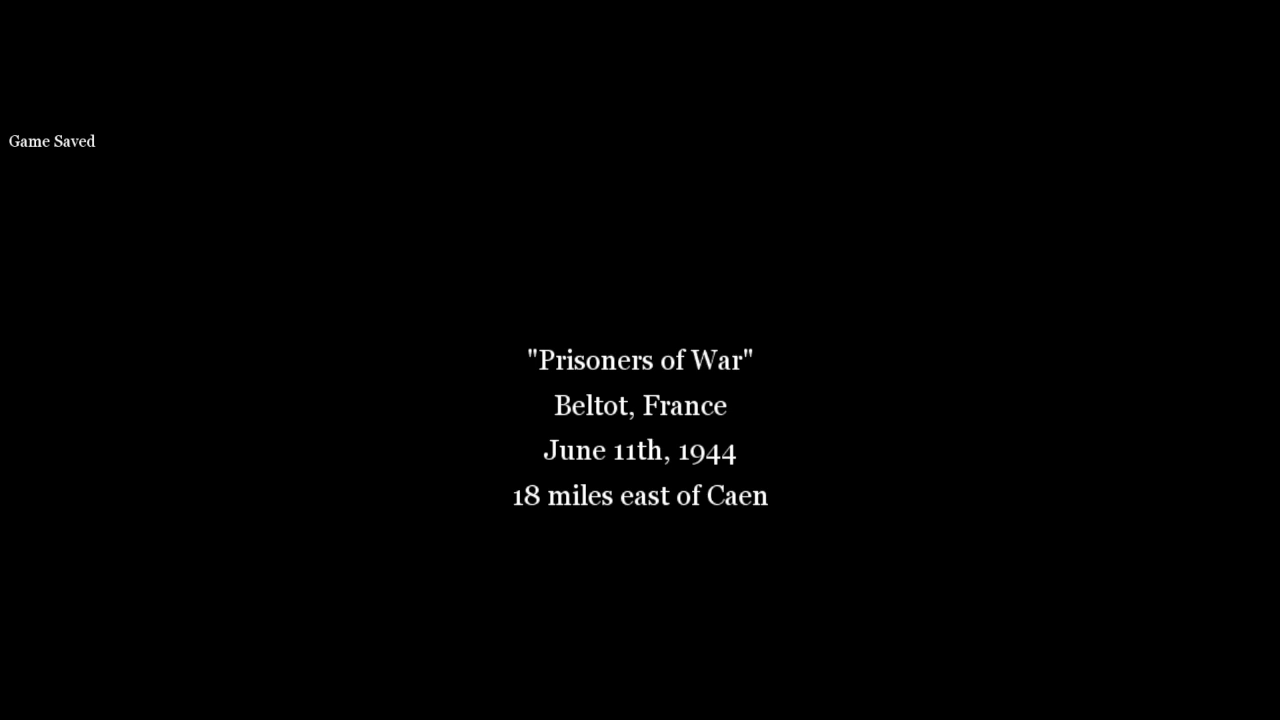 Game Saved
"Prisoners of War"
Beltot, France
June 11th, 1944
18 miles east of Caen